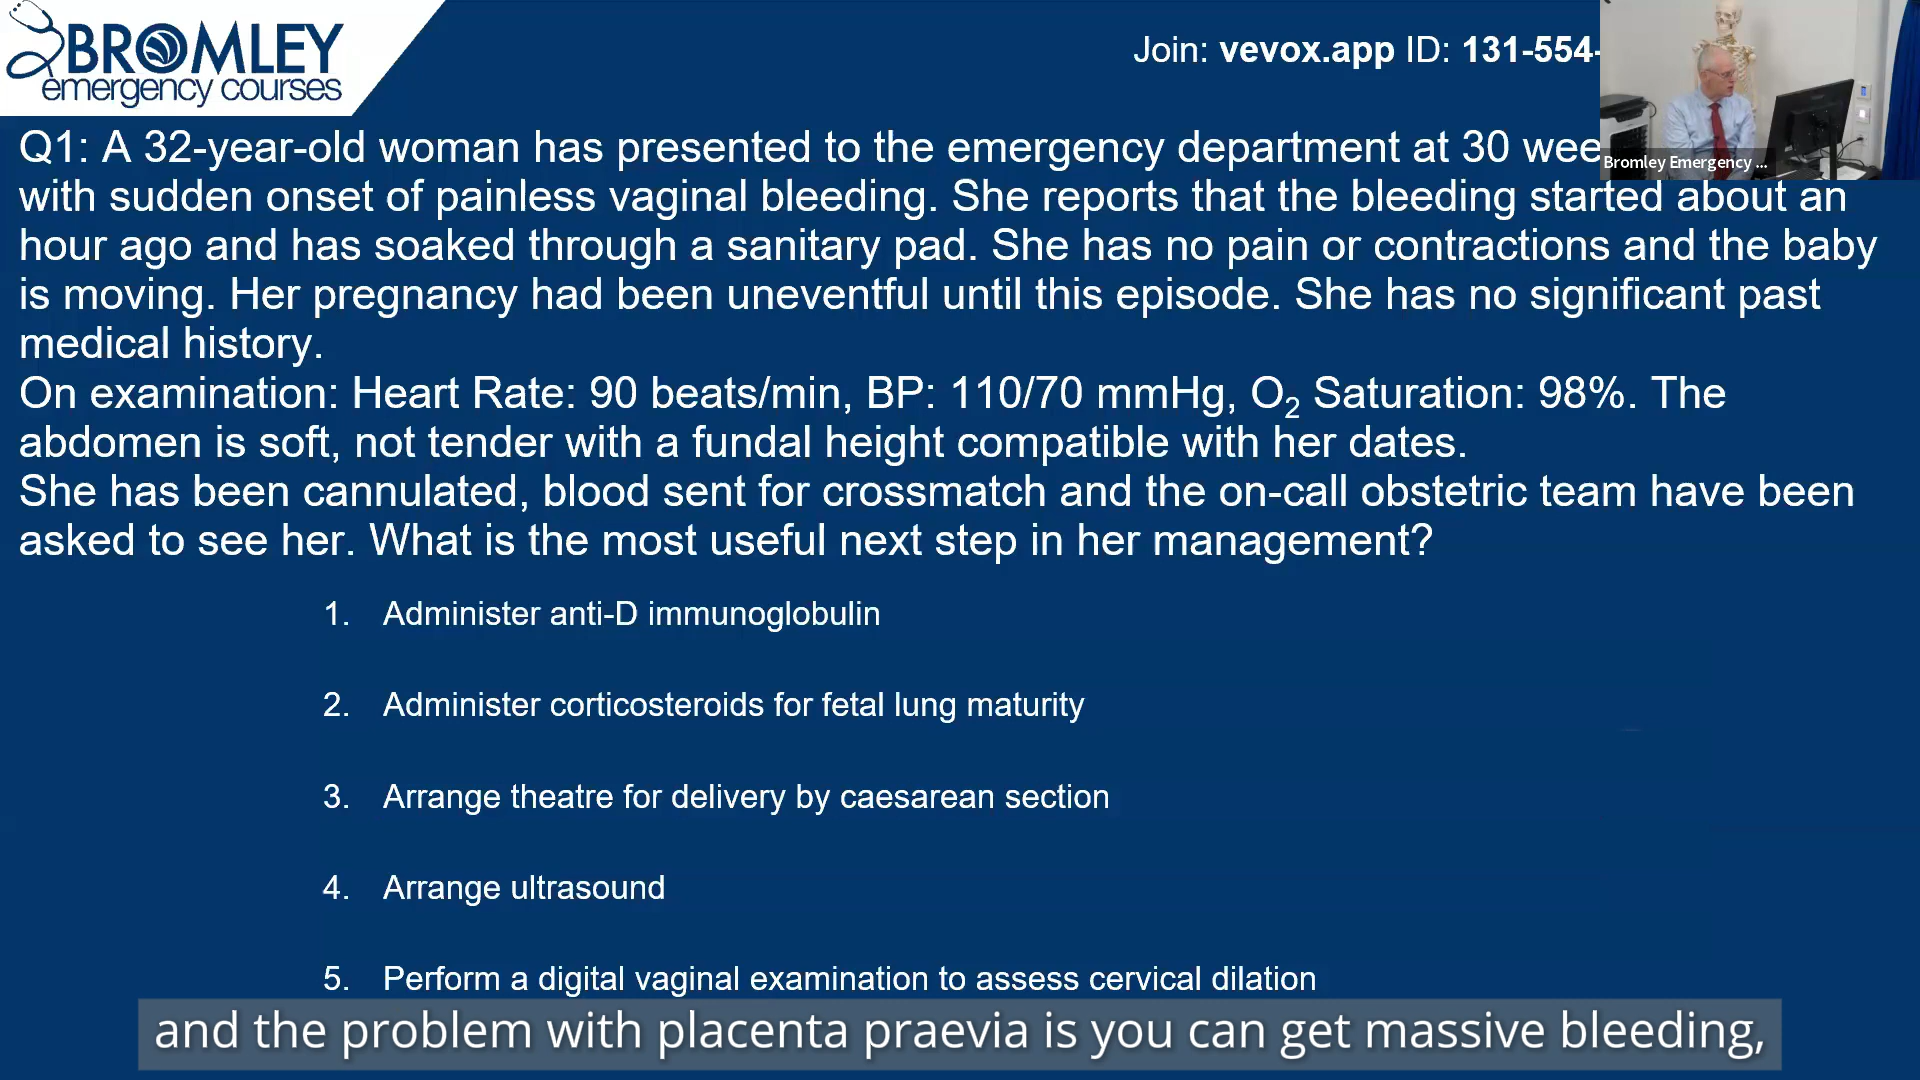 BROMLEY
emergency courses
Join: vevox.app ID: 131-554-
Q1: A 32-year-old woman has presented to the emergency department at 30 wee
Bromley Emergency ...
with sudden onset of painless vaginal bleeding. She reports that the bleeding started about an
hour ago and has soaked through a sanitary pad. She has no pain or contractions and the baby
is moving. Her pregnancy had been uneventful until this episode. She has no significant past
medical history.
On examination: Heart Rate: 90 beats/min, BP: 110/70 mmHg, O₂ Saturation: 98%. The
abdomen is soft, not tender with a fundal height compatible with her dates.
She has been cannulated, blood sent for crossmatch and the on-call obstetric team have been
asked to see her. What is the most useful next step in her management?
1. Administer anti-D immunoglobulin
2. Administer corticosteroids for fetal lung maturity
3. Arrange theatre for delivery by caesarean section
4. Arrange ultrasound
5. Perform a digital vaginal examination to assess cervical dilation
and the problem with placenta praevia is you can get massive bleeding,